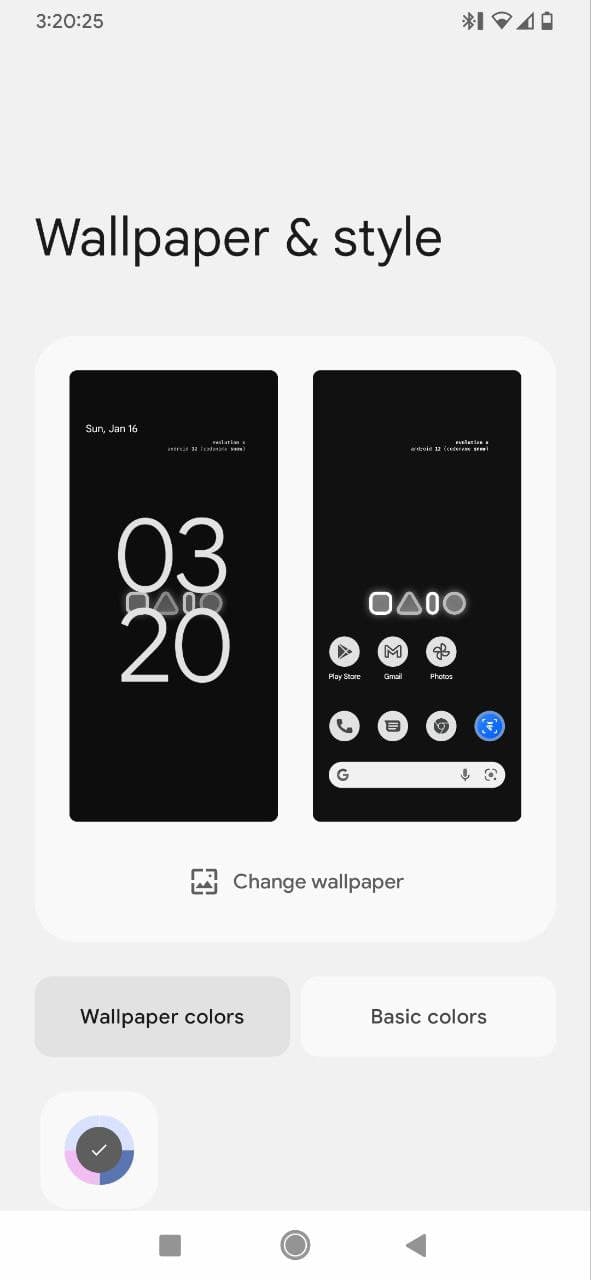 3:20:25
Wallpaper & style
Sun, Jan 16
evolution x
android 12 (codename snow)
03
20
evolution x
android 12 (codename snow)
Play Store
Gmail
Photos
G
Change wallpaper
Wallpaper colors
Basic colors